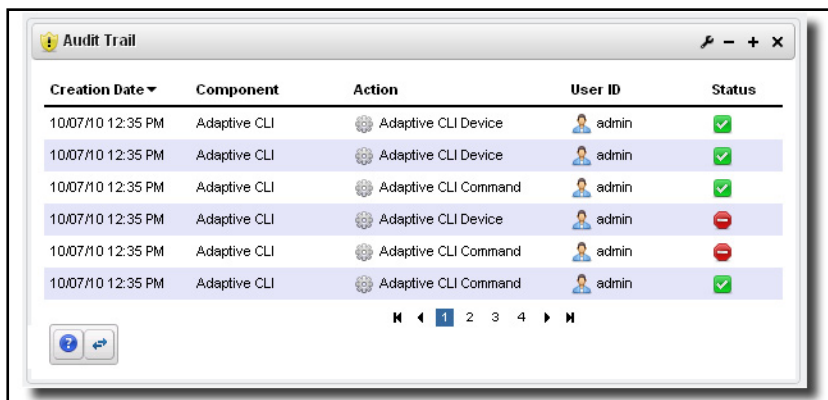 Audit Trail
Creation Date Component Action User ID Status
10/07/10 12:35 PM Adaptive CLI Adaptive CLI Device admin
10/07/10 12:35 PM Adaptive CLI Adaptive CLI Device admin
10/07/10 12:35 PM Adaptive CLI Adaptive CLI Command admin
10/07/10 12:35 PM Adaptive CLI Adaptive CLI Device admin
10/07/10 12:35 PM Adaptive CLI Adaptive CLI Command admin
10/07/10 12:35 PM Adaptive CLI Adaptive CLI Command admin
1 2 3 4